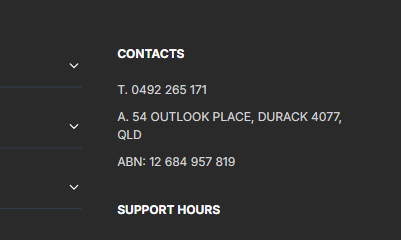 CONTACTS
T. 0492 265 171
A. 54 OUTLOOK PLACE, DURACK 4077,
QLD
ABN: 12 684 957 819
SUPPORT HOURS